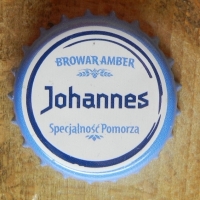 BROWAR AMBER
Johannes
Specjalność Pomorza